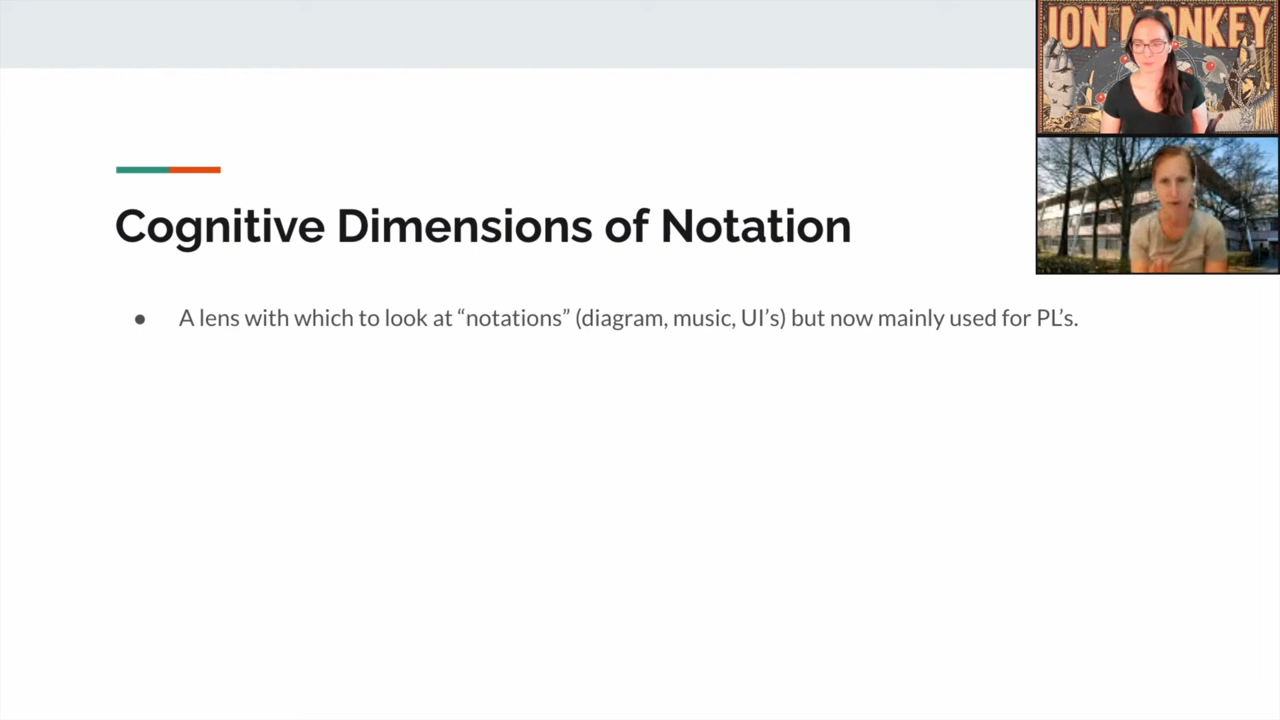 ION MONKEY
Cognitive Dimensions of Notation
● A lens with which to look at “notations” (diagram, music, UI’s) but now mainly used for PL’s.